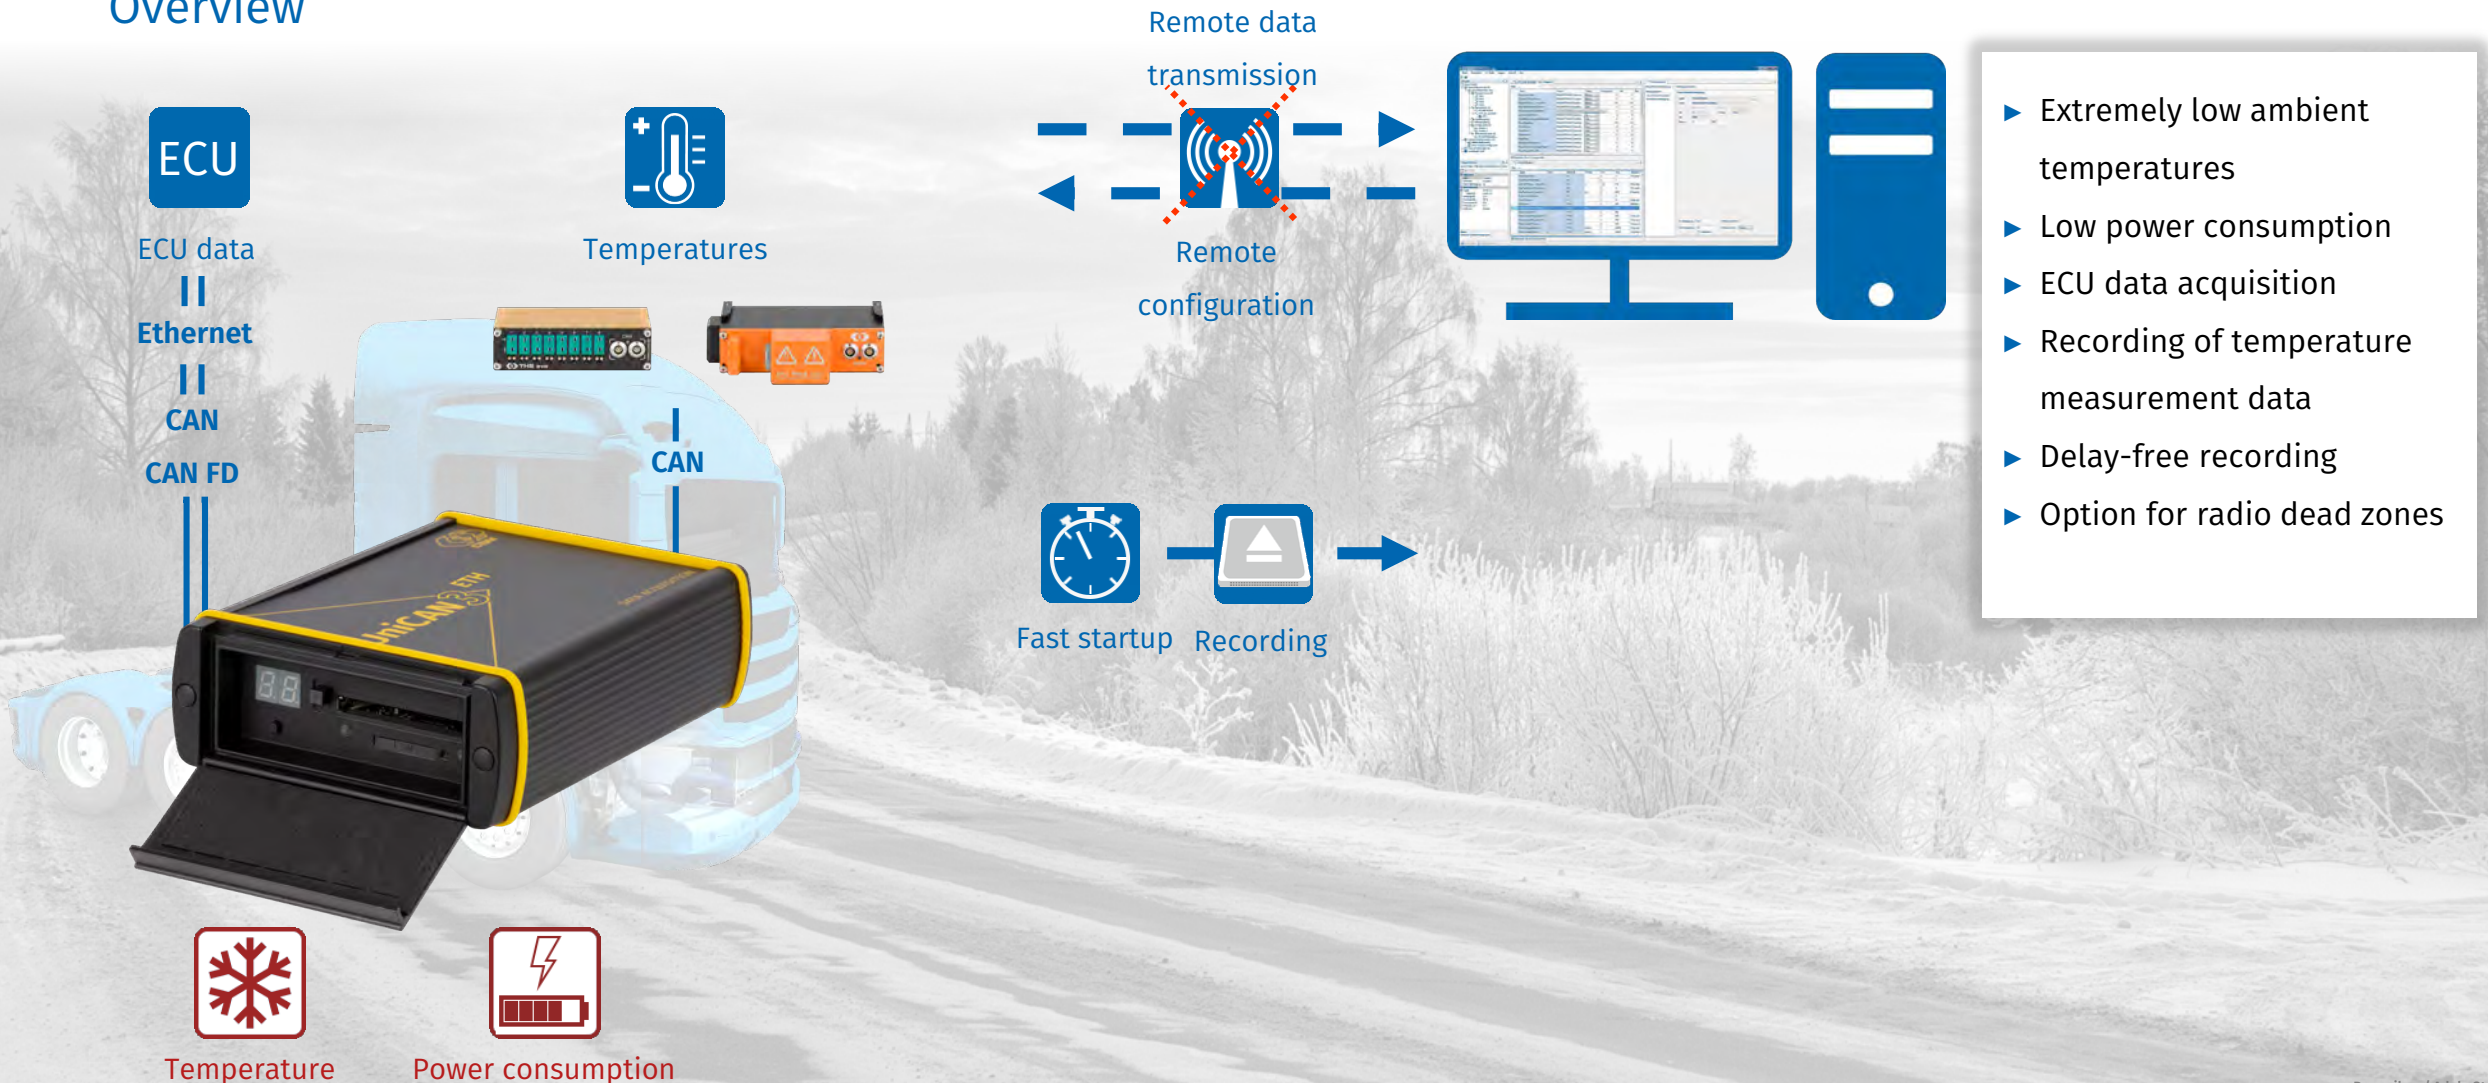 Overview
Remote data
transmission
ECU
ECU data
Ethernet
CAN
CAN FD
Temperatures
CAN
Remote
configuration
Fast startup
Recording
UniCAN 3 ETH
DATA ACQUISITION
Temperature
Power consumption
► Extremely low ambient
temperatures
► Low power consumption
► ECU data acquisition
► Recording of temperature
measurement data
► Delay-free recording
► Option for radio dead zones